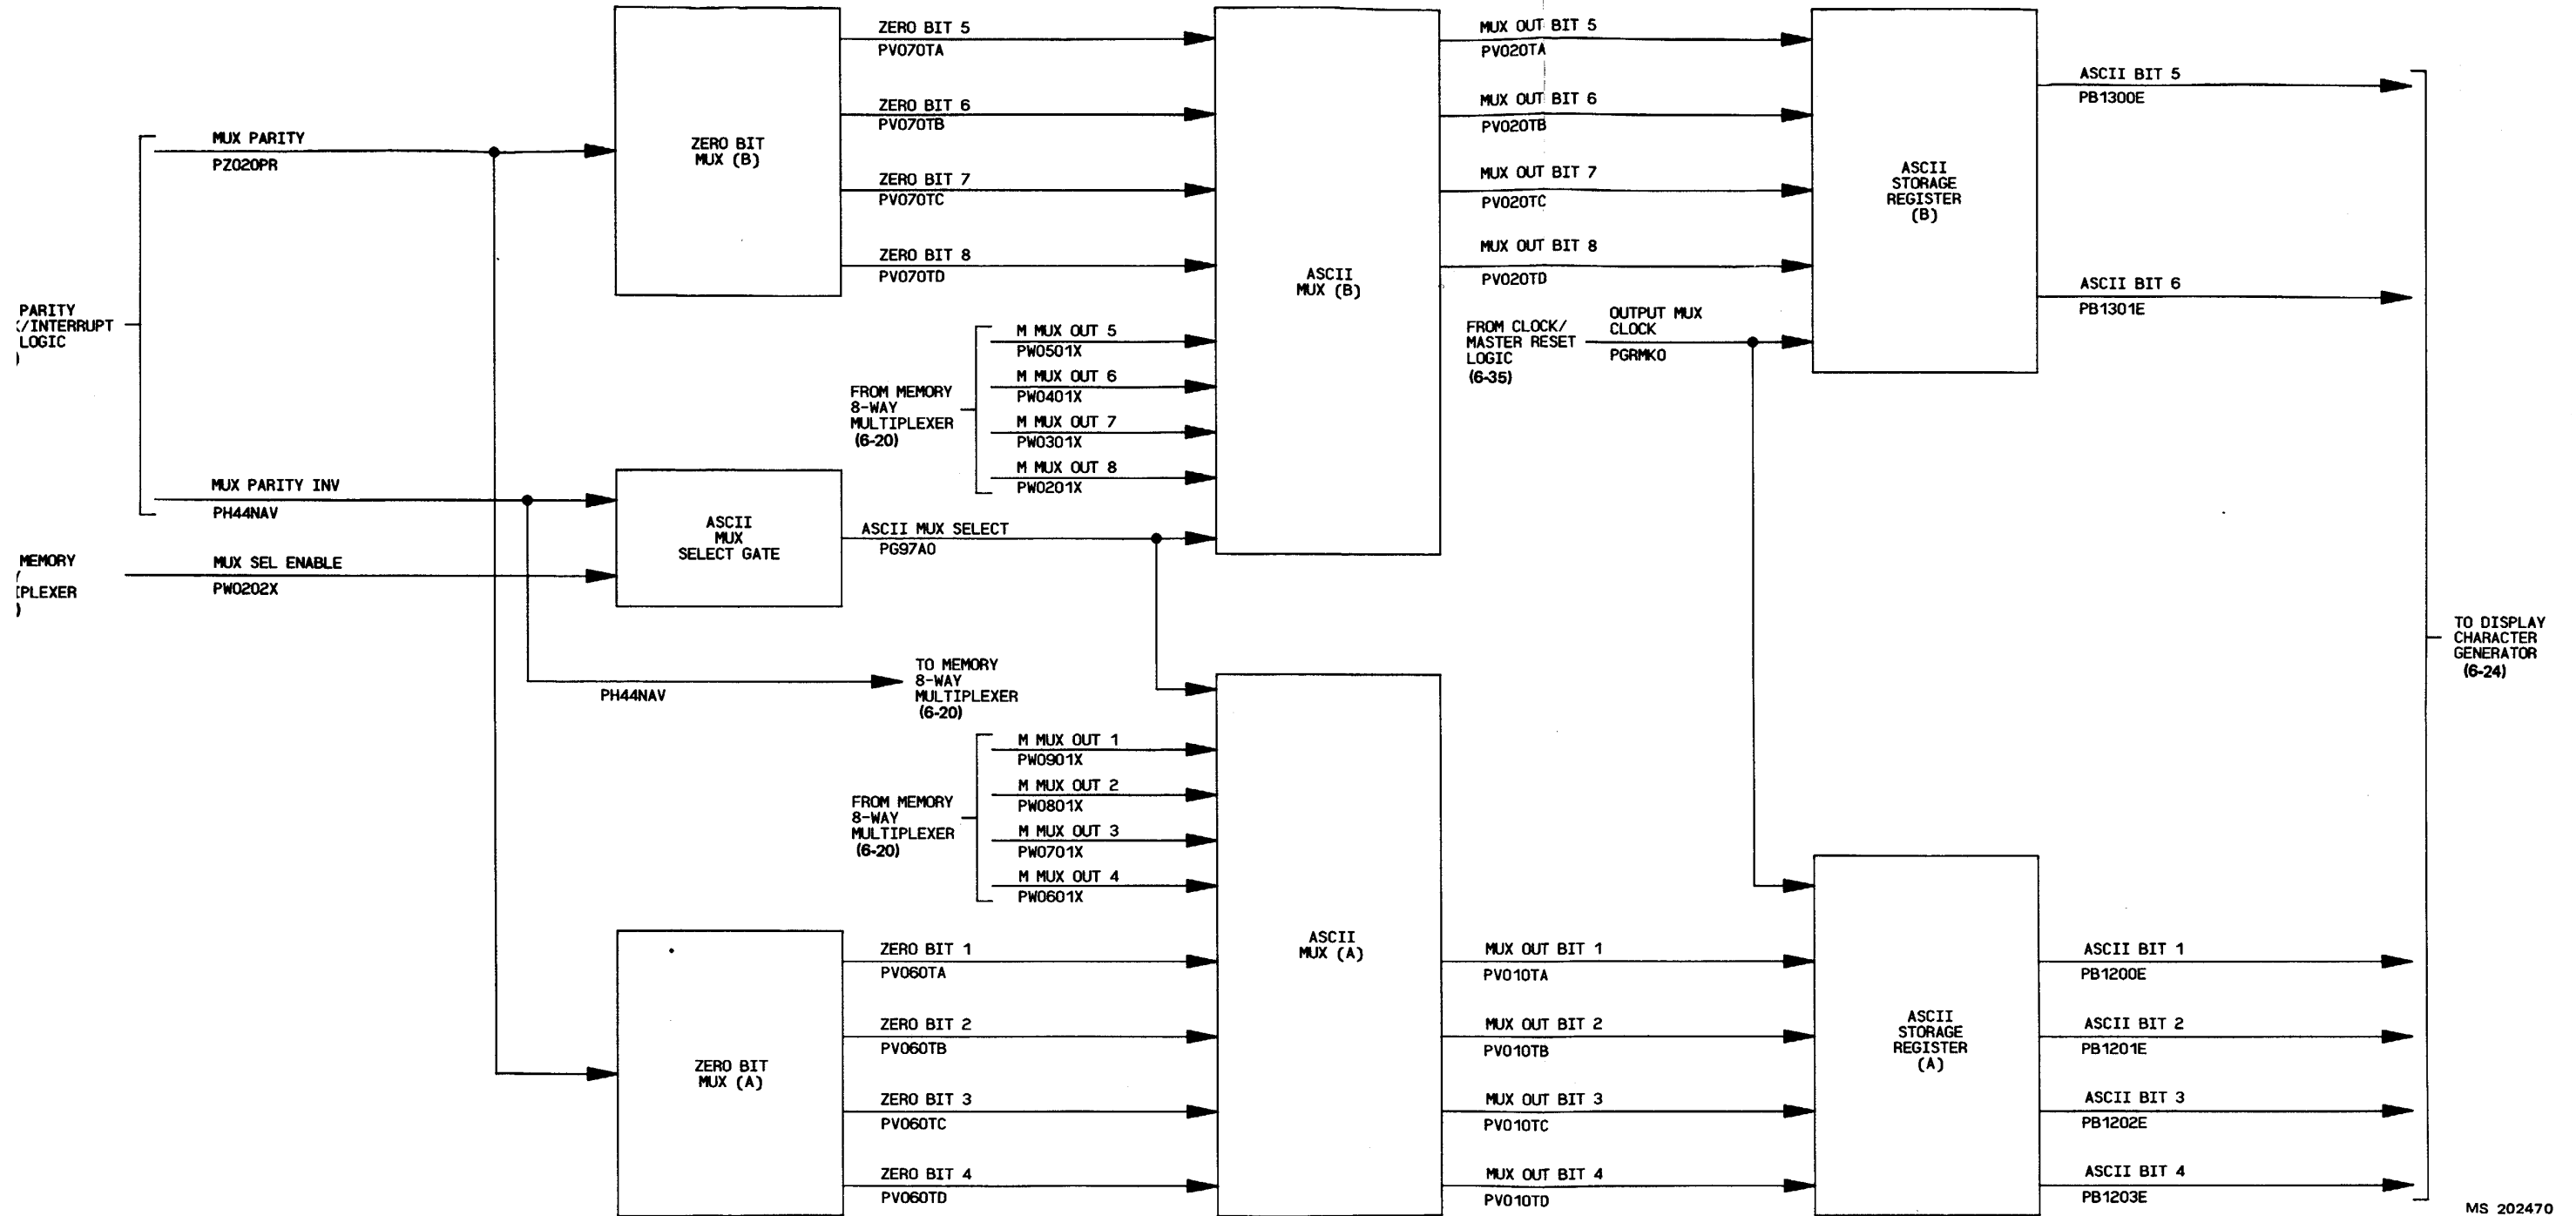 PARITY
/INTERRUPT
LOGIC
)
MUX PARITY
PZ020PR
MUX PARITY INV
PH44NAV
MEMORY
PLEXER
)
MUX SEL ENABLE
PW0202X
ZERO BIT
MUX (B)
ZERO BIT 5
PV070TA
ZERO BIT 6
PV070TB
ZERO BIT 7
PV070TC
ZERO BIT 8
PV070TD
FROM MEMORY
8-WAY
MULTIPLEXER
(6-20)
M MUX OUT 5
PW0501X
M MUX OUT 6
PW0401X
M MUX OUT 7
PW0301X
M MUX OUT 8
PW0201X
ASCII
MUX
SELECT GATE
ASCII MUX SELECT
PG97A0
PH44NAV
TO MEMORY
8-WAY
MULTIPLEXER
(6-20)
FROM MEMORY
8-WAY
MULTIPLEXER
(6-20)
M MUX OUT 1
PW0901X
M MUX OUT 2
PW0801X
M MUX OUT 3
PW0701X
M MUX OUT 4
PW0601X
ZERO BIT
MUX (A)
ZERO BIT 1
PV060TA
ZERO BIT 2
PV060TB
ZERO BIT 3
PV060TC
ZERO BIT 4
PV060TD
ASCII
MUX (B)
MUX OUT BIT 5
PV020TA
MUX OUT BIT 6
PV020TB
MUX OUT BIT 7
PV020TC
MUX OUT BIT 8
PV020TD
FROM CLOCK/
MASTER RESET
LOGIC
(6-35)
OUTPUT MUX
CLOCK
PGRMK0
ASCII
MUX (A)
MUX OUT BIT 1
PV010TA
MUX OUT BIT 2
PV010TB
MUX OUT BIT 3
PV010TC
MUX OUT BIT 4
PV010TD
ASCII
STORAGE
REGISTER
(B)
ASCII BIT 5
PB1300E
ASCII BIT 6
PB1301E
ASCII
STORAGE
REGISTER
(A)
ASCII BIT 1
PB1200E
ASCII BIT 2
PB1201E
ASCII BIT 3
PB1202E
ASCII BIT 4
PB1203E
TO DISPLAY
CHARACTER
GENERATOR
(6-24)
MS 202470